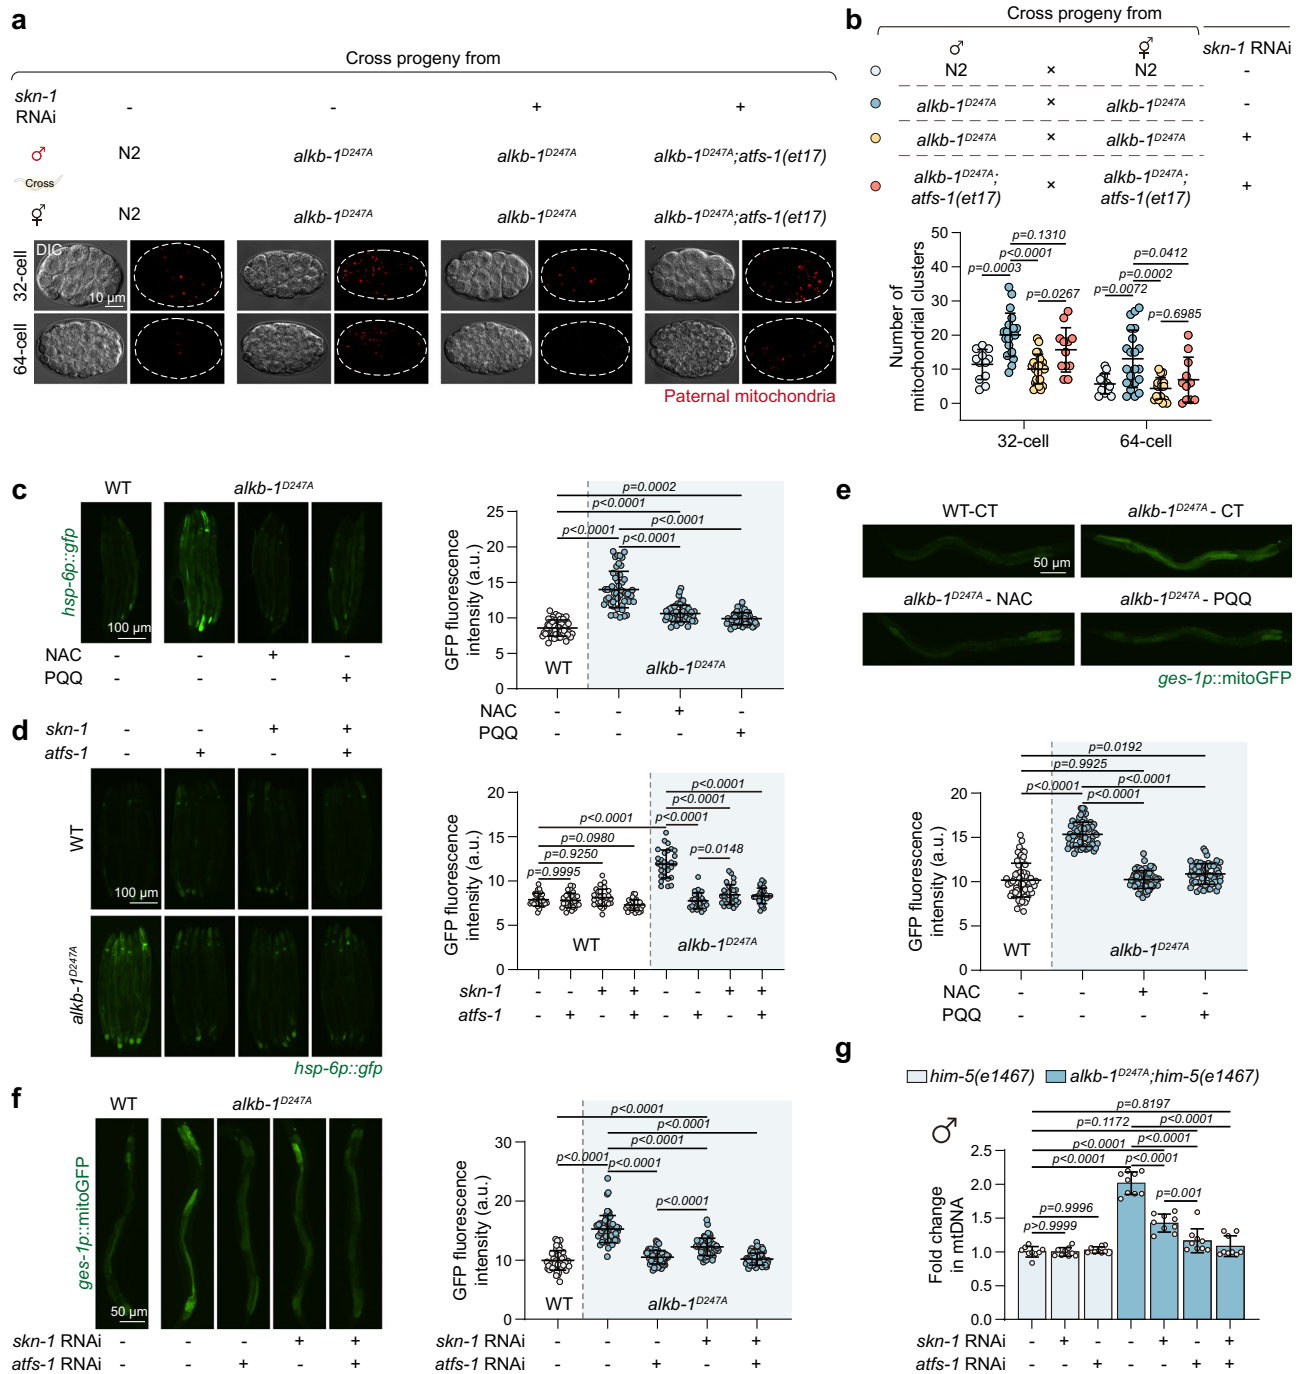 a
Cross progeny from
skn-1 RNAi - - + +
♂ N2 alkb-1D247A alkb-1D247A alkb-1D247A;atfs-1(et17)
Cross
⚥ N2 alkb-1D247A alkb-1D247A alkb-1D247A;atfs-1(et17)
DIC
32-cell
10 µm
64-cell
Paternal mitochondria
b
Cross progeny from
♂ ⚥ skn-1 RNAi
N2 × N2 -
alkb-1D247A × alkb-1D247A -
alkb-1D247A × alkb-1D247A +
alkb-1D247A; atfs-1(et17) × alkb-1D247A; atfs-1(et17) +
Number of mitochondrial clusters
50
40
30
20
10
0
p=0.1310
p<0.0001
p=0.0003
p=0.0267
p=0.0412
p=0.0002
p=0.0072
p=0.6985
32-cell 64-cell
c
WT alkb-1D247A
hsp-6p::gfp
100 µm
NAC - - + -
PQQ - - - +
GFP fluorescence intensity (a.u.)
25
20
15
10
5
0
p=0.0002
p<0.0001
p<0.0001 p<0.0001
p<0.0001
WT alkb-1D247A
NAC - - + -
PQQ - - - +
d
skn-1 - - + +
atfs-1 - + - +
WT
100 µm
alkb-1D247A
hsp-6p::gfp
GFP fluorescence intensity (a.u.)
20
15
10
5
0
p<0.0001
p<0.0001
p<0.0001 p<0.0001
p=0.0980
p=0.9250 p=0.0148
p=0.9995
WT alkb-1D247A
skn-1 - - + + - - + +
atfs-1 - + - + - + - +
e
WT-CT alkb-1D247A - CT
50 µm
alkb-1D247A - NAC alkb-1D247A - PQQ
ges-1p::mitoGFP
GFP fluorescence intensity (a.u.)
20
15
10
5
0
p=0.0192
p=0.9925
p<0.0001 p<0.0001
p<0.0001
WT alkb-1D247A
NAC - - + -
PQQ - - - +
f
WT alkb-1D247A
ges-1p::mitoGFP
50 µm
skn-1 RNAi - - - + +
atfs-1 RNAi - - + - +
GFP fluorescence intensity (a.u.)
30
20
10
0
p<0.0001
p<0.0001
p<0.0001
p<0.0001 p<0.0001
p<0.0001
WT alkb-1D247A
skn-1 RNAi - - - + +
atfs-1 RNAi - - + - +
g
him-5(e1467) alkb-1D247A;him-5(e1467)
♂
Fold change in mtDNA
2.5
2.0
1.5
1.0
0.5
0.0
p=0.8197
p=0.1172 p<0.0001
p<0.0001 p<0.0001
p<0.0001 p<0.0001
p=0.001
p=0.9996
p>0.9999
skn-1 RNAi - + - - + - +
atfs-1 RNAi - - + - - + +